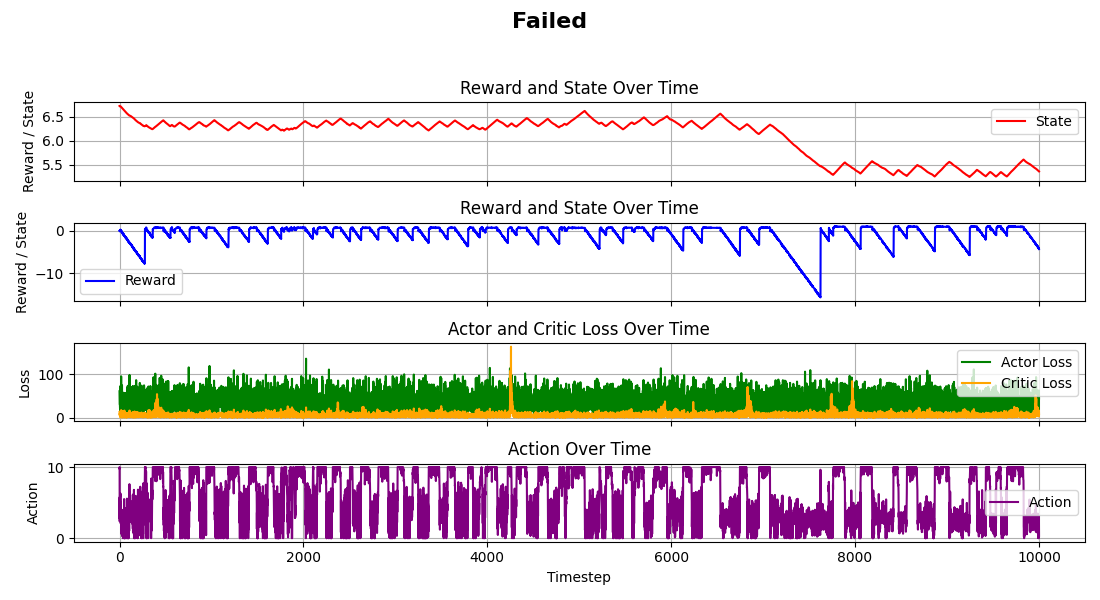 Failed
Reward and State Over Time
Reward / State
6.5
6.0
5.5
State
Reward and State Over Time
Reward / State
0
−10
Reward
Actor and Critic Loss Over Time
Loss
100
0
Actor Loss
Critic Loss
Action Over Time
Action
10
0
Action
0
2000
4000
6000
8000
10000
Timestep